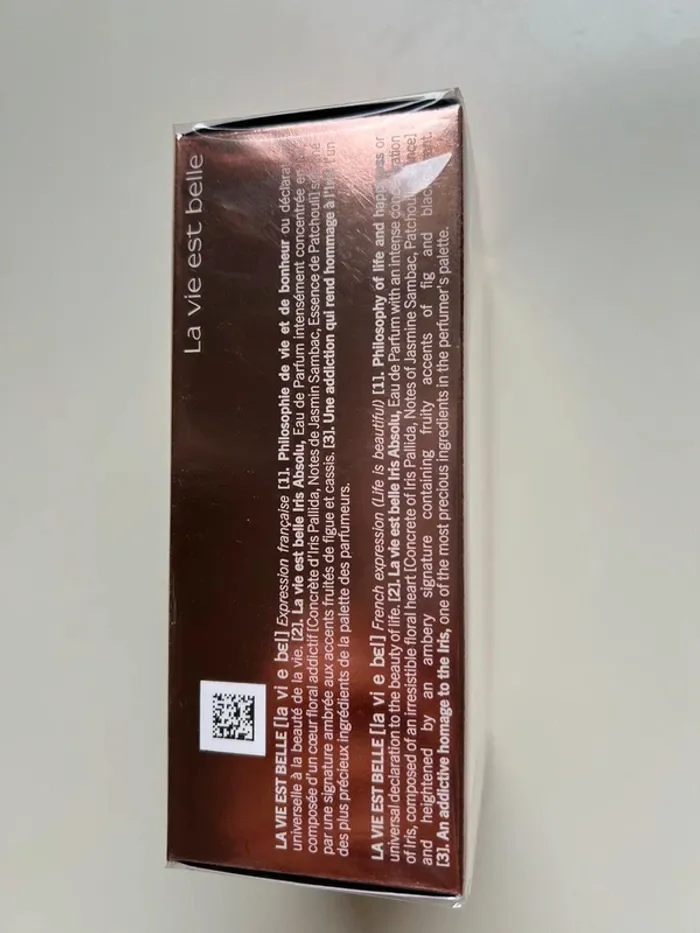 La vie est belle
LA VIE EST BELLE [la vi e bɛl] Expression française [1]. Philosophie de vie et de bonheur ou
universelle à la beauté de la vie. [2]. La vie est belle Iris Absolu, Eau de Parfum intensément concentrée en
composée d'un cœur floral addictif [Concrète d'Iris Pallida, Notes de Jasmin Sambac, Essence de Patchouli]
par une signature ambrée aux accents fruités de figue et cassis. [3]. Une addiction qui rend hommage à l'Iris, l'un
des plus précieux ingrédients de la palette des parfumeurs.
LA VIE EST BELLE [la vi e bɛl] French expression (Life is beautiful) [1]. Philosophy of life and happiness or
universal declaration to the beauty of life. [2]. La vie est belle Iris Absolu, Eau de Parfum with an intense
of Iris, composed of an irresistible floral heart [Concrete of Iris Pallida, Notes of Jasmine Sambac, Patchouli
and heightened by an ambery signature containing fruity accents of fig and
[3]. An addictive homage to the Iris, one of the most precious ingredients in the perfumer's palette.